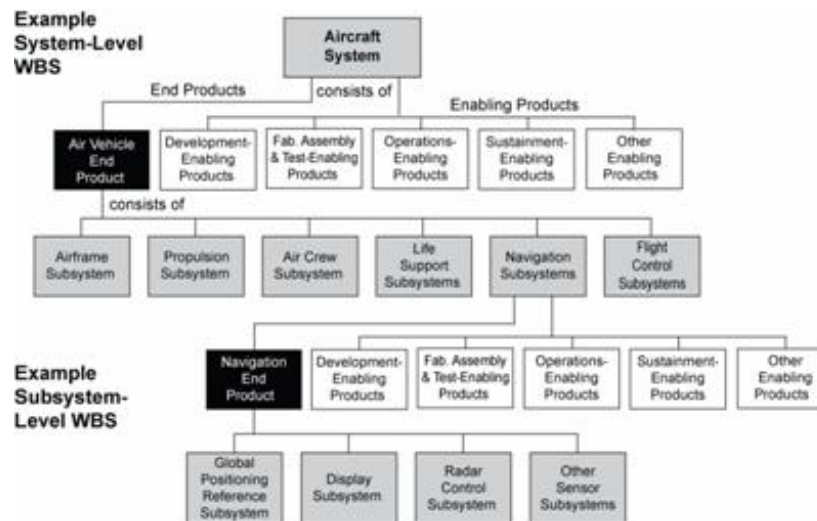 Example
System-Level
WBS
Aircraft
System
End Products
consists of
Enabling Products
Air Vehicle
End
Product
Development-
Enabling
Products
Fab. Assembly
& Test-Enabling
Products
Operations-
Enabling
Products
Sustainment-
Enabling
Products
Other
Enabling
Products
consists of
Airframe
Subsystem
Propulsion
Subsystem
Air Crew
Subsystem
Life
Support
Subsystems
Navigation
Subsystems
Flight
Control
Subsystems
Example
Subsystem-
Level WBS
Navigation
End
Product
Development-
Enabling
Products
Fab. Assembly
& Test-Enabling
Products
Operations-
Enabling
Products
Sustainment-
Enabling
Products
Other
Enabling
Products
Global
Positioning
Reference
Subsystem
Display
Subsystem
Radar
Control
Subsystem
Other
Sensor
Subsystems